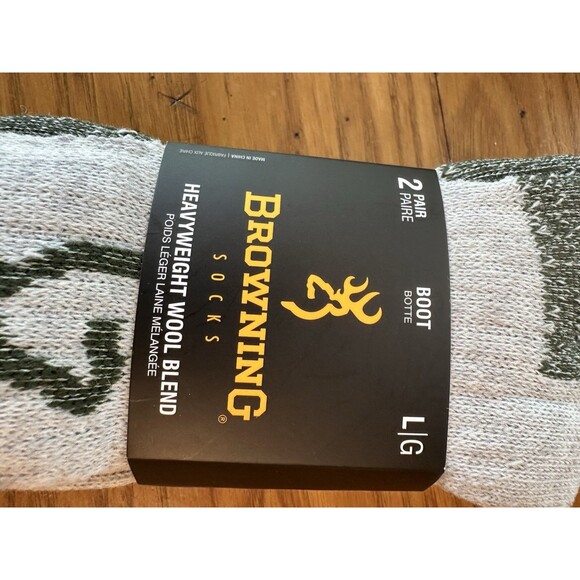 2 PAIR
PAIRE
BOOT
BOTTE
L|G
BROWNING®
SOCKS
HEAVYWEIGHT WOOL BLEND
POIDS LÉGER LAINE MÉLANGÉE
MADE IN CHINA | FABRIQUÉ AUX CHINE